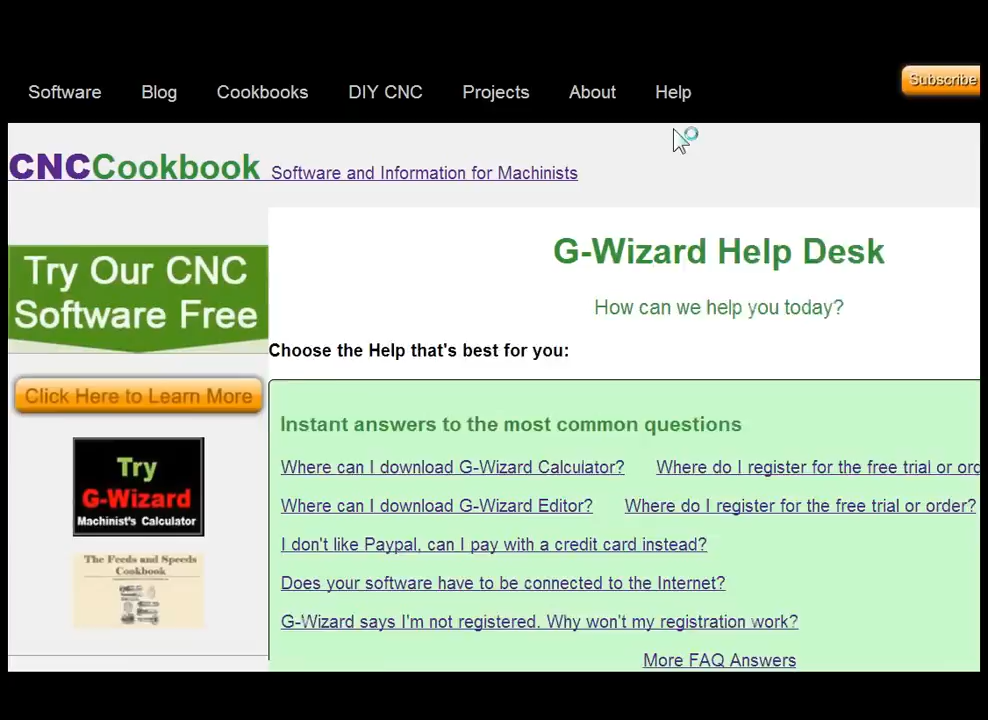 Software Blog Cookbooks DIY CNC Projects About Help
Subscribe
CNCCookbook Software and Information for Machinists
Try Our CNC
Software Free
Click Here to Learn More
Try
G-Wizard
Machinist's Calculator
The Feeds and Speeds
Cookbook
G-Wizard Help Desk
How can we help you today?
Choose the Help that's best for you:
Instant answers to the most common questions
Where can I download G-Wizard Calculator? Where do I register for the free trial or ord
Where can I download G-Wizard Editor? Where do I register for the free trial or order?
I don't like Paypal, can I pay with a credit card instead?
Does your software have to be connected to the Internet?
G-Wizard says I'm not registered. Why won't my registration work?
More FAQ Answers